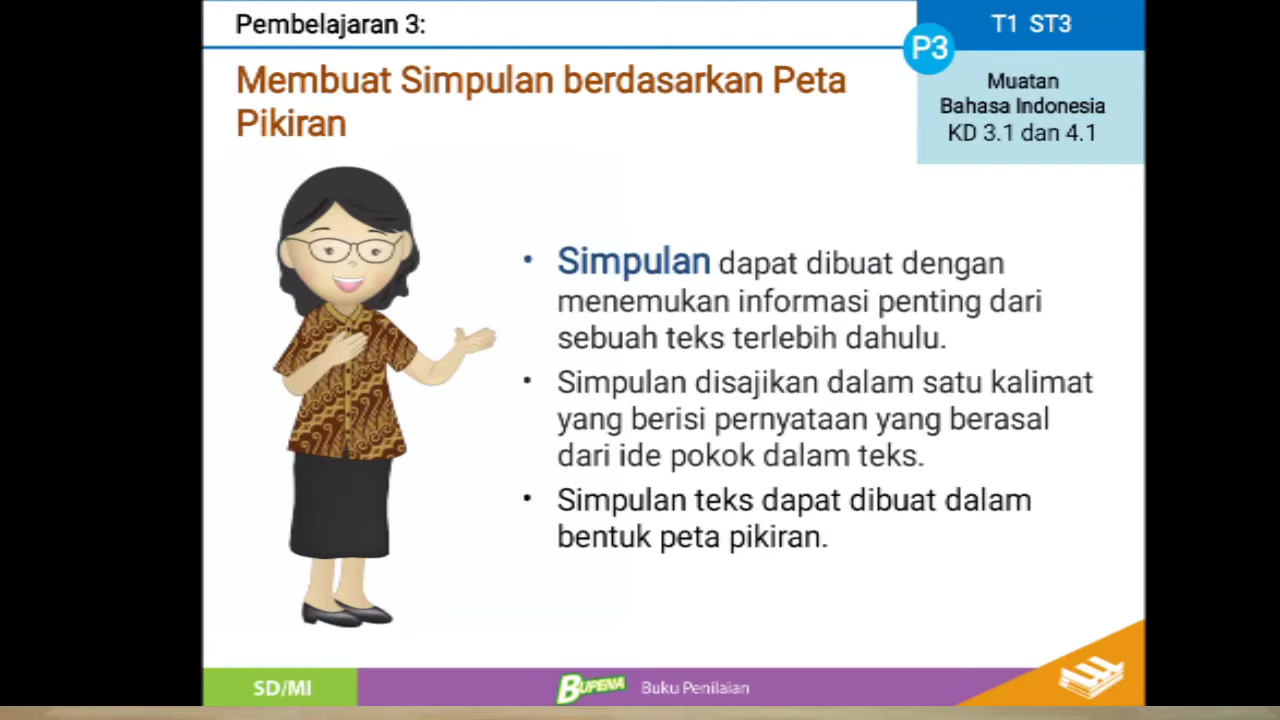 Pembelajaran 3:
T1 ST3
P3
Membuat Simpulan berdasarkan Peta
Pikiran
Muatan
Bahasa Indonesia
KD 3.1 dan 4.1
• Simpulan dapat dibuat dengan
menemukan informasi penting dari
sebuah teks terlebih dahulu.
• Simpulan disajikan dalam satu kalimat
yang berisi pernyataan yang berasal
dari ide pokok dalam teks.
• Simpulan teks dapat dibuat dalam
bentuk peta pikiran.
SD/MI
BUPENA Buku Penilaian